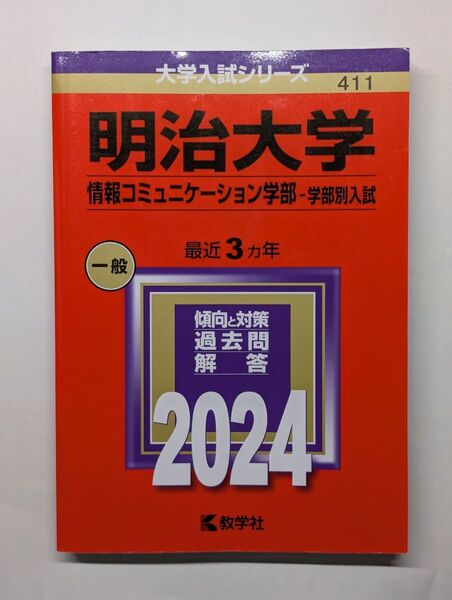 大学入試シリーズ
411
明治大学
情報コミュニケーション学部-学部別入試
最近3ヵ年
一般
傾向と対策
過去問
解答
2024
教学社